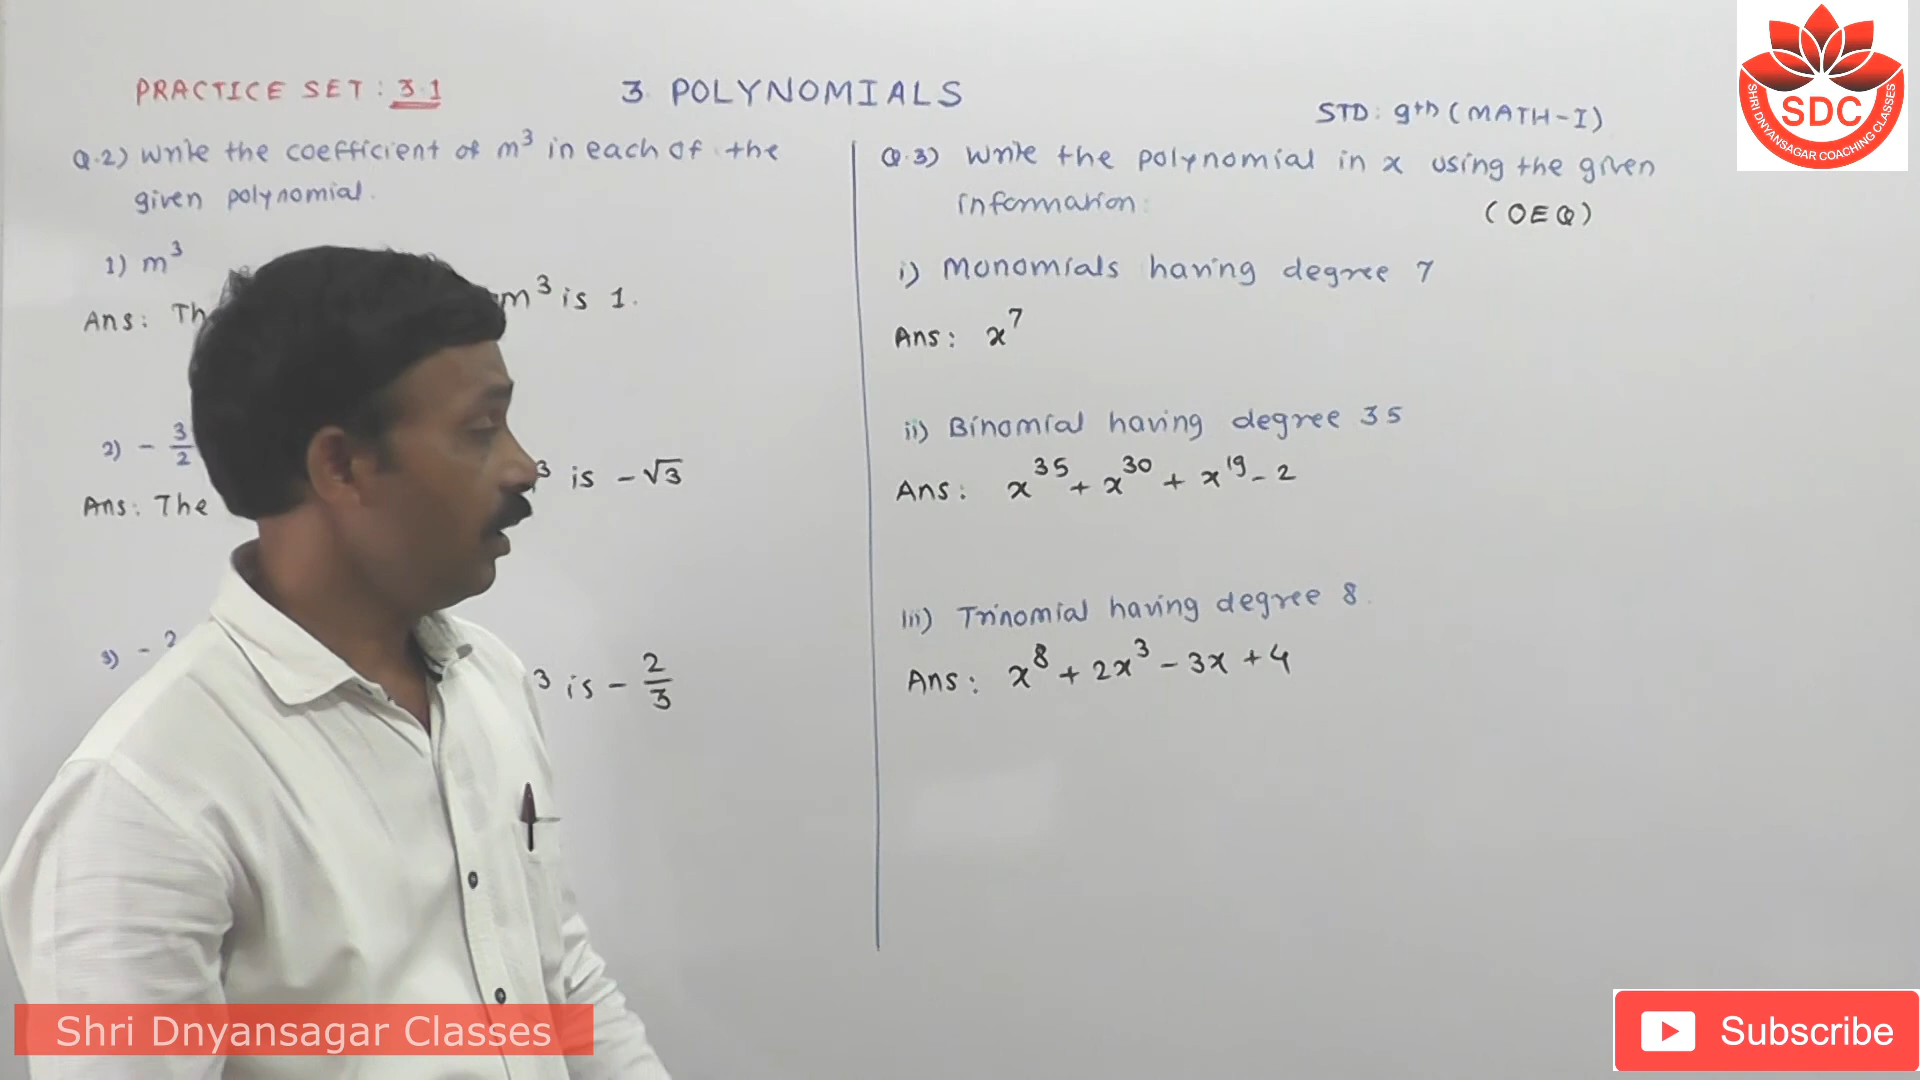 PRACTICE SET : 3.1
3. POLYNOMIALS
STD: 9th (MATH-I)
Q.2) Write the coefficient of m³ in each of the
given polynomial.
1) m³
Ans: Th m³ is 1.
2) - 3/2
Ans: The ³ is -√3
3) - 2
³ is - 2/3
Q.3) Write the polynomial in x using the given
information:
(OEQ)
i) Monomials having degree 7
Ans: x⁷
ii) Binomial having degree 35
Ans: x³⁵ + x³⁰ + x¹⁹ - 2
iii) Trinomial having degree 8.
Ans: x⁸ + 2x³ - 3x + 4
SDC
SHRI DNYANSAGAR COACHING CLASSES
Shri Dnyansagar Classes
Subscribe